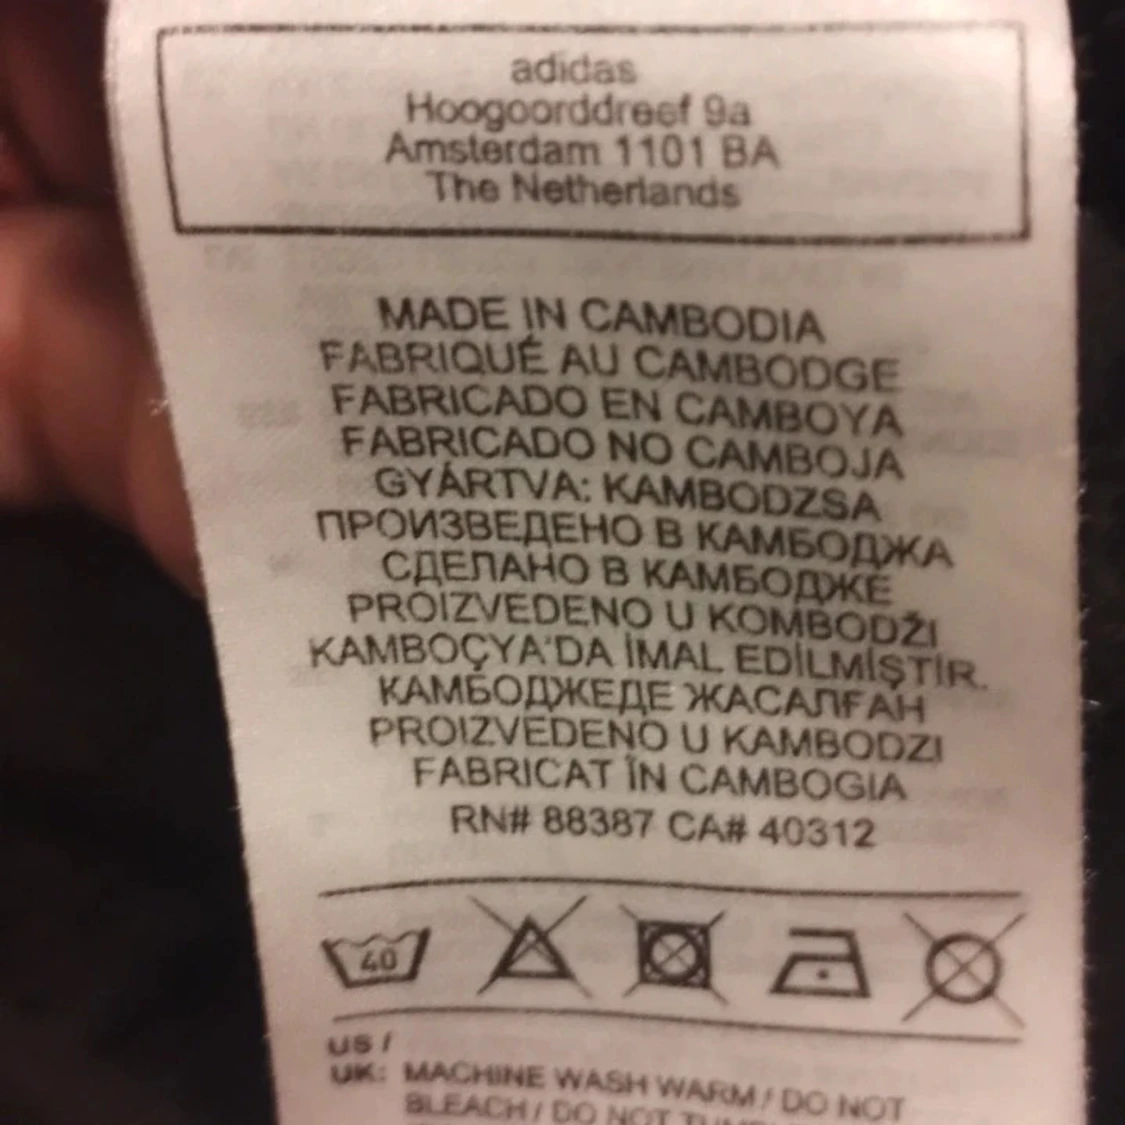 adidas
Hoogoorddreef 9a
Amsterdam 1101 BA
The Netherlands
MADE IN CAMBODIA
FABRIQUÉ AU CAMBODGE
FABRICADO EN CAMBOYA
FABRICADO NO CAMBOJA
GYÁRTVA: KAMBODZSA
ПРОИЗВЕДЕНО В КАМБОДЖА
СДЕЛАНО В КАМБОДЖЕ
PROIZVEDENO U KOMBODŽI
KAMBOÇYA'DA İMAL EDİLMİŞTİR.
КАМБОДЖЕДЕ ЖАСАЛҒАН
PROIZVEDENO U KAMBODZI
FABRICAT ÎN CAMBOGIA
RN# 88387 CA# 40312
40
US /
UK: MACHINE WASH WARM / DO NOT
BLEACH / DO NOT